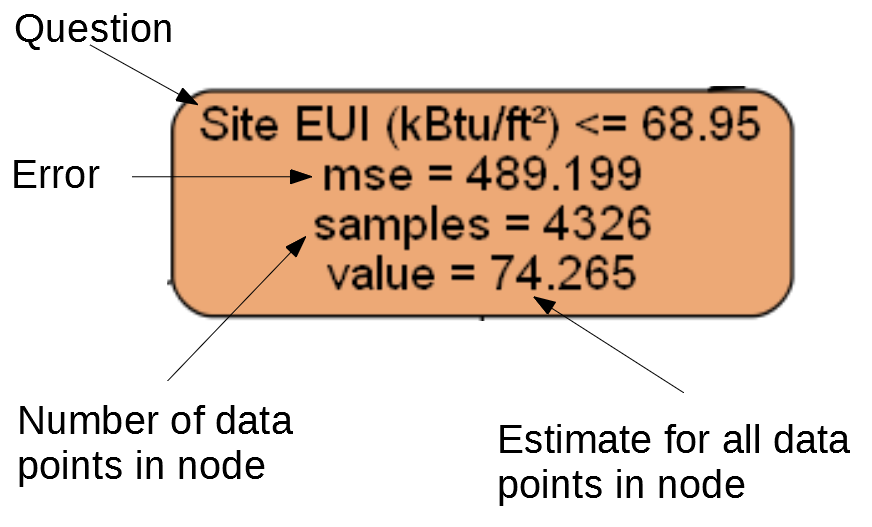 Question
Site EUI (kBtu/ft²) <= 68.95
Error
mse = 489.199
samples = 4326
value = 74.265
Number of data
points in node
Estimate for all data
points in node